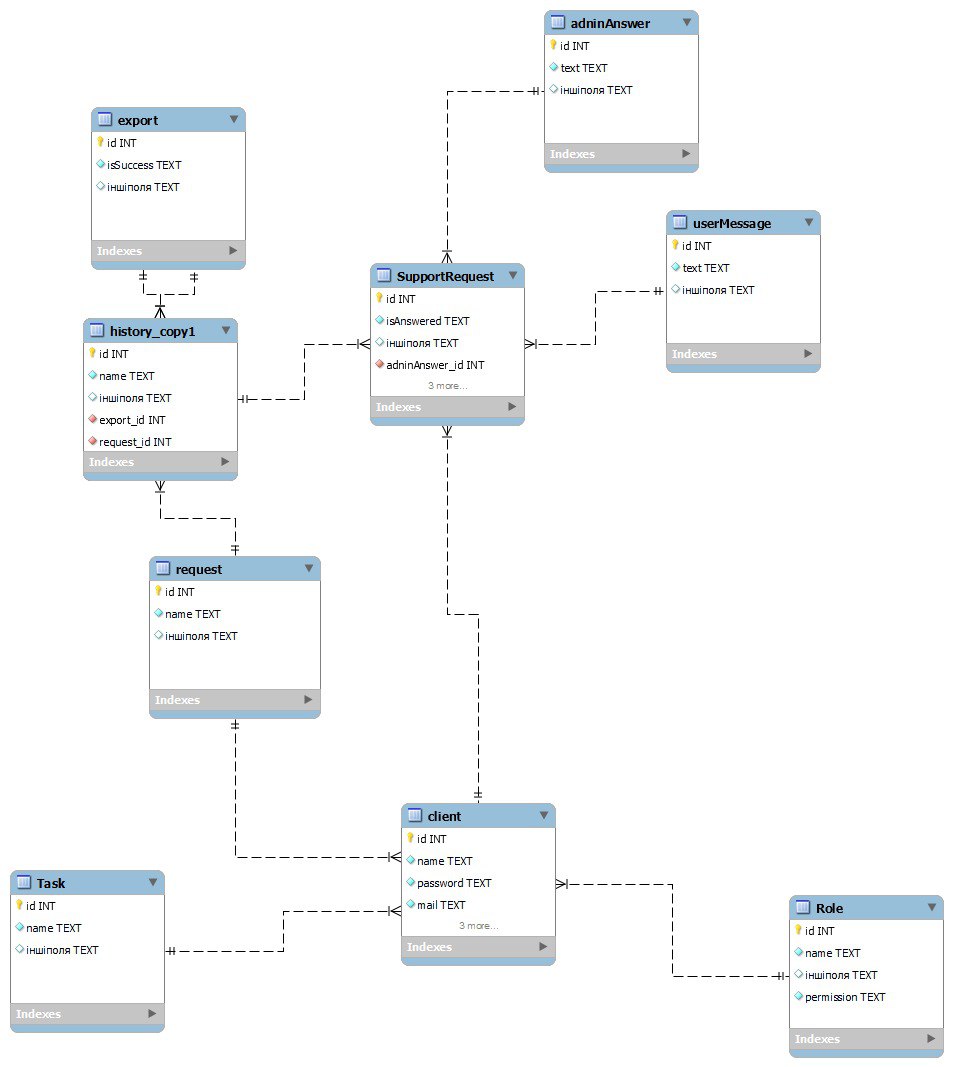 adninAnswer
id INT
text TEXT
іншіполя TEXT
Indexes
export
id INT
isSuccess TEXT
іншіполя TEXT
Indexes
userMessage
id INT
text TEXT
іншіполя TEXT
Indexes
SupportRequest
id INT
isAnswered TEXT
іншіполя TEXT
adninAnswer_id INT
3 more...
Indexes
history_copy1
id INT
name TEXT
іншіполя TEXT
export_id INT
request_id INT
Indexes
request
id INT
name TEXT
іншіполя TEXT
Indexes
client
id INT
name TEXT
password TEXT
mail TEXT
3 more...
Indexes
Task
id INT
name TEXT
іншіполя TEXT
Indexes
Role
id INT
name TEXT
іншіполя TEXT
permission TEXT
Indexes